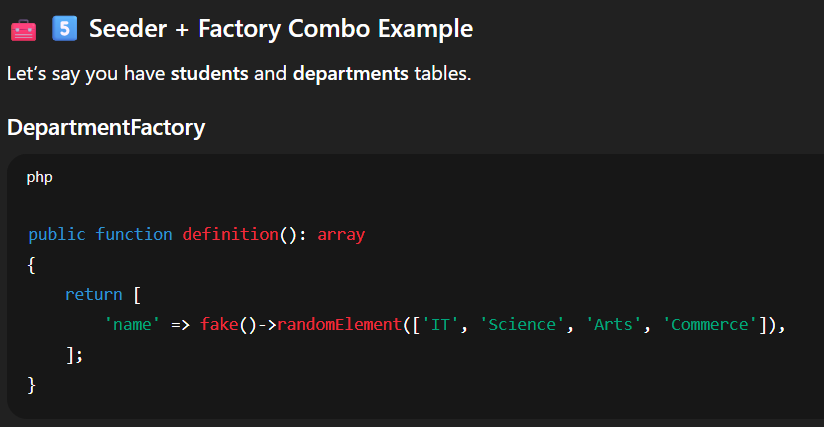 🧰 5️⃣ Seeder + Factory Combo Example
Let’s say you have students and departments tables.
DepartmentFactory
php
public function definition(): array
{
    return [
        'name' => fake()->randomElement(['IT', 'Science', 'Arts', 'Commerce']),
    ];
}